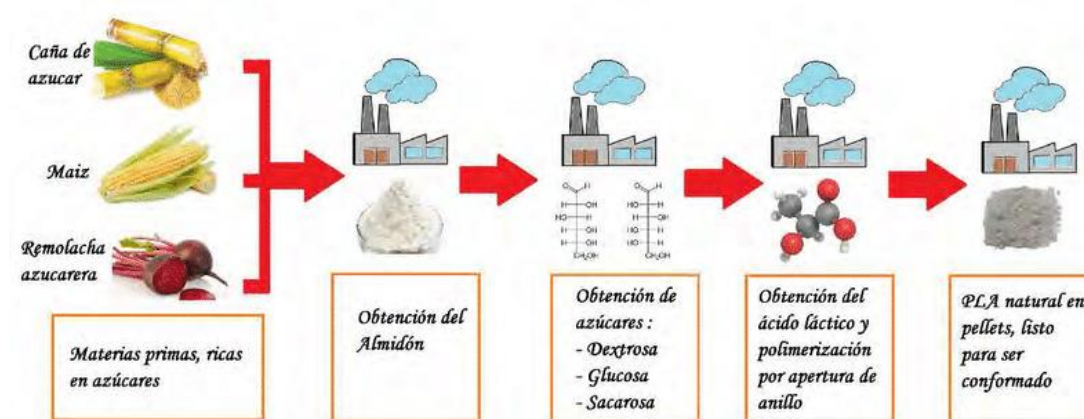 Caña de
azucar
Maiz
Remolacha
azucarera
Materias primas, ricas
en azúcares
Obtención del
Almidón
Obtención de
azúcares :
- Dextrosa
- Glucosa
- Sacarosa
Obtención del
ácido láctico y
polimerización
por apertura de
anillo
PLA natural en
pellets, listo
para ser
conformado